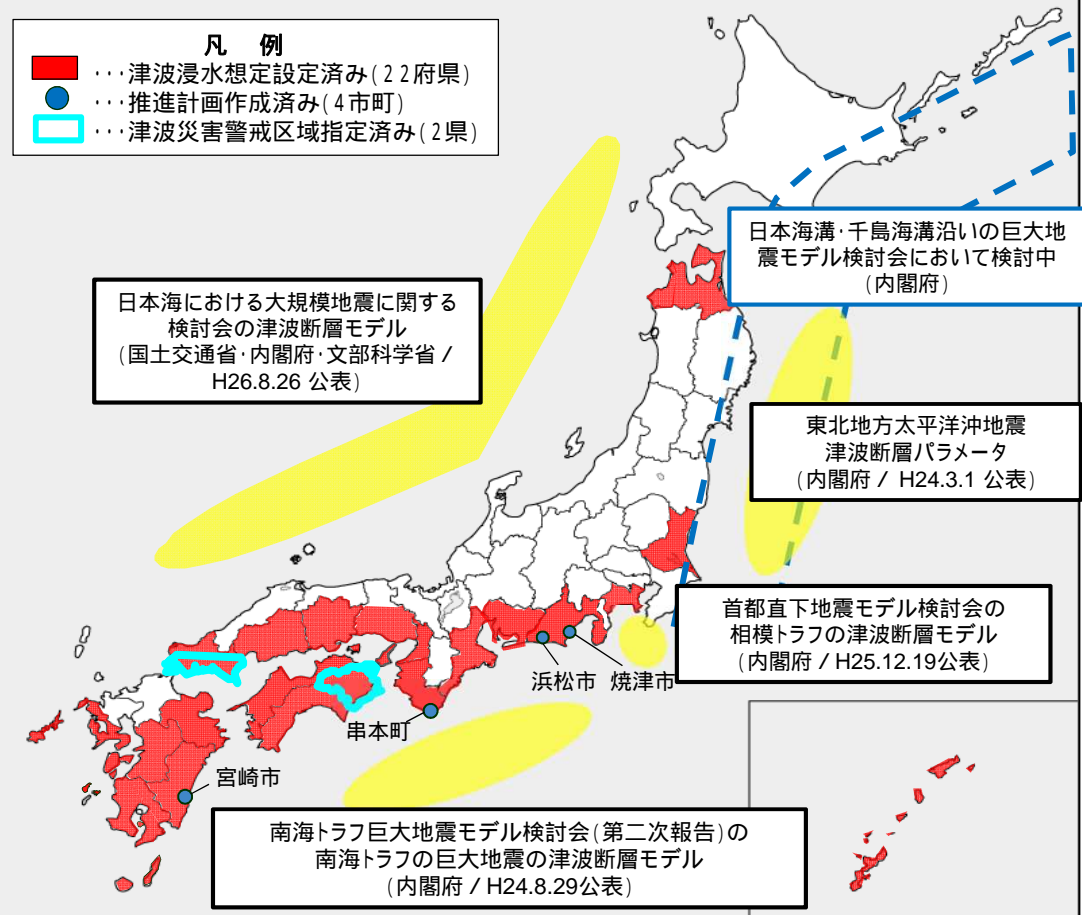 凡 例
･･･津波浸水想定設定済み(22府県)
･･･推進計画作成済み(4市町)
･･･津波災害警戒区域指定済み(2県)
日本海溝･千島海溝沿いの巨大地
震モデル検討会において検討中
(内閣府)
日本海における大規模地震に関する
検討会の津波断層モデル
(国土交通省･内閣府･文部科学省 /
H26.8.26 公表)
東北地方太平洋沖地震
津波断層パラメータ
(内閣府 / H24.3.1 公表)
首都直下地震モデル検討会の
相模トラフの津波断層モデル
(内閣府 / H25.12.19公表)
浜松市 焼津市
串本町
宮崎市
南海トラフ巨大地震モデル検討会(第二次報告)の
南海トラフの巨大地震の津波断層モデル
(内閣府 / H24.8.29公表)